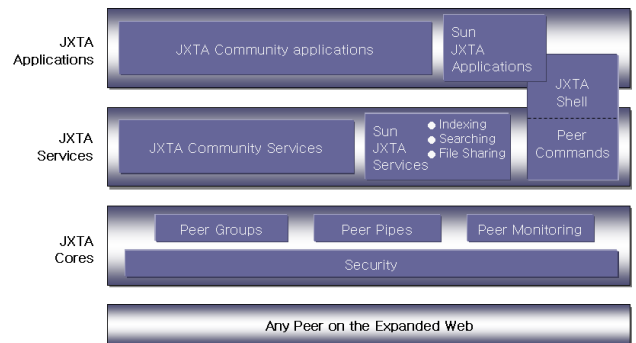 JXTA
Applications
JXTA Community applications
Sun
JXTA
Applications
JXTA
Shell
JXTA
Services
JXTA Community Services
Sun
JXTA
Services
Indexing
Searching
File Sharing
Peer
Commands
JXTA
Cores
Peer Groups
Peer Pipes
Peer Monitoring
Security
Any Peer on the Expanded Web